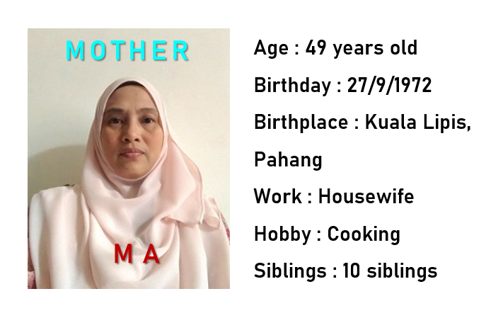 MOTHER
MA
Age : 49 years old
Birthday : 27/9/1972
Birthplace : Kuala Lipis,
Pahang
Work : Housewife
Hobby : Cooking
Siblings : 10 siblings